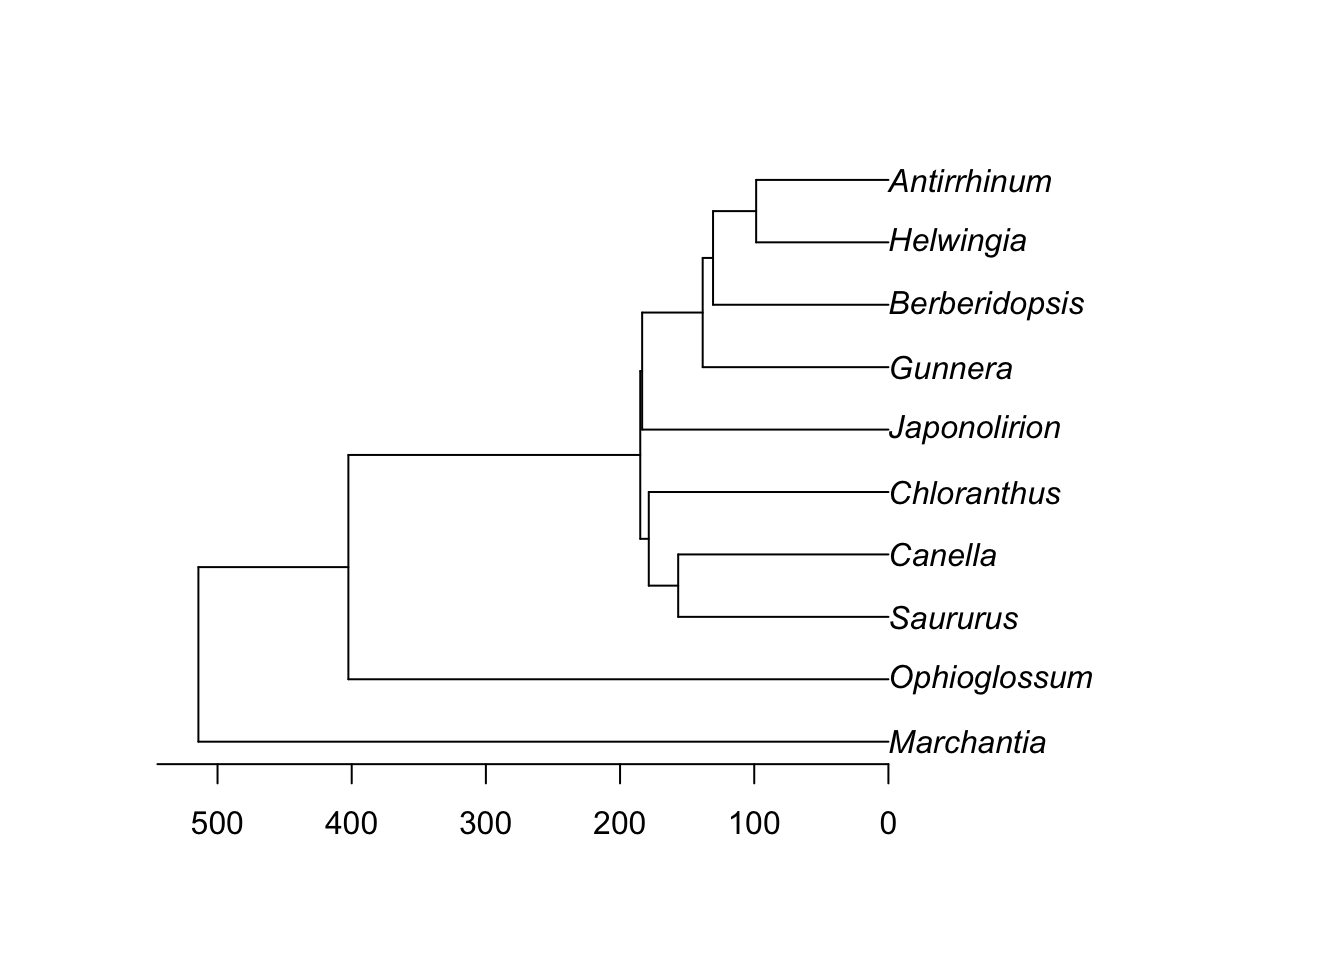 Antirrhinum
Helwingia
Berberidopsis
Gunnera
Japonolirion
Chloranthus
Canella
Saururus
Ophioglossum
Marchantia
500 400 300 200 100 0